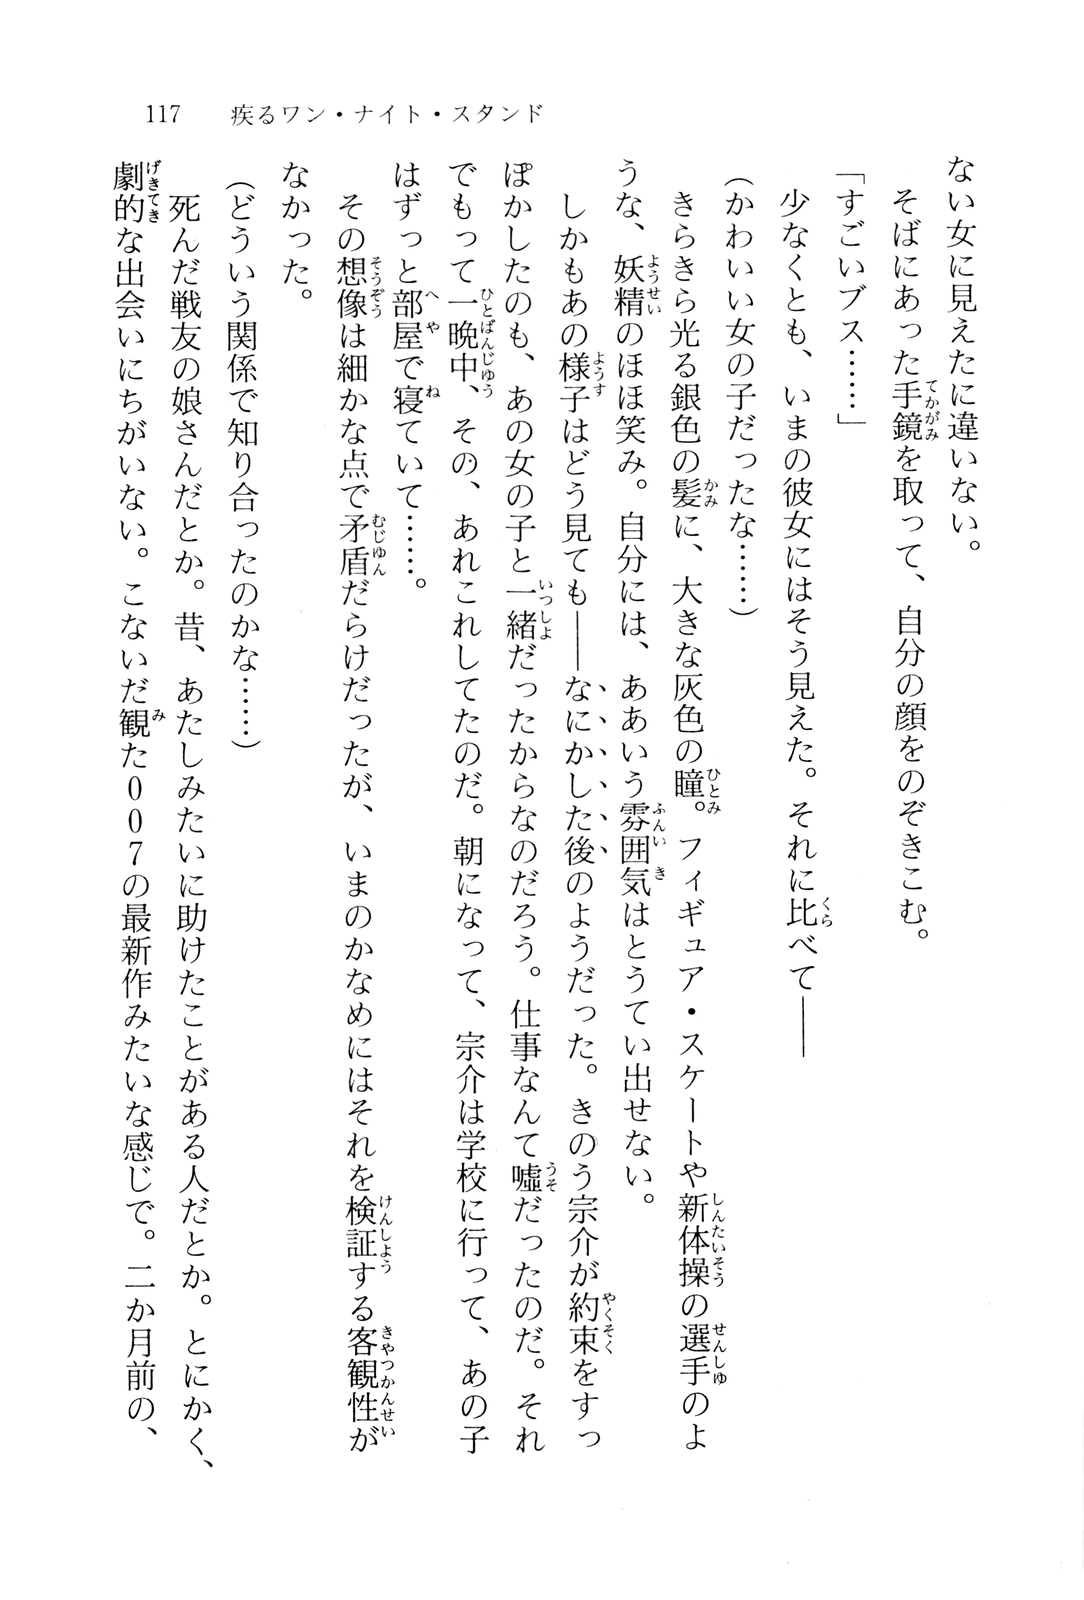 117　疾るワン・ナイト・スタンド
ない女に見えたに違いない。
　そばにあった手鏡を取って、自分の顔をのぞきこむ。
「すごいブス……」
　少なくとも、いまの彼女にはそう見えた。それに比べて――
（かわいい女の子だったな……）
　きらきら光る銀色の髪に、大きな灰色の瞳。フィギュア・スケートや新体操の選手のよ
うな、妖精のほほ笑み。自分には、ああいう雰囲気はとうてい出せない。
　しかもあの様子はどう見ても――なにかした後のようだった。きのう宗介が約束をすっ
ぽかしたのも、あの女の子と一緒だったからなのだろう。仕事なんて嘘だったのだ。それ
でもって一晩中、その、あれこれしてたのだ。朝になって、宗介は学校に行って、あの子
はずっと部屋で寝ていて……。
　その想像は細かな点で矛盾だらけだったが、いまのかなめにはそれを検証する客観性が
なかった。
（どういう関係で知り合ったのかな……）
　死んだ戦友の娘さんだとか。昔、あたしみたいに助けたことがある人だとか。とにかく、
劇的な出会いにちがいない。こないだ観た００７の最新作みたいな感じで。二か月前の、